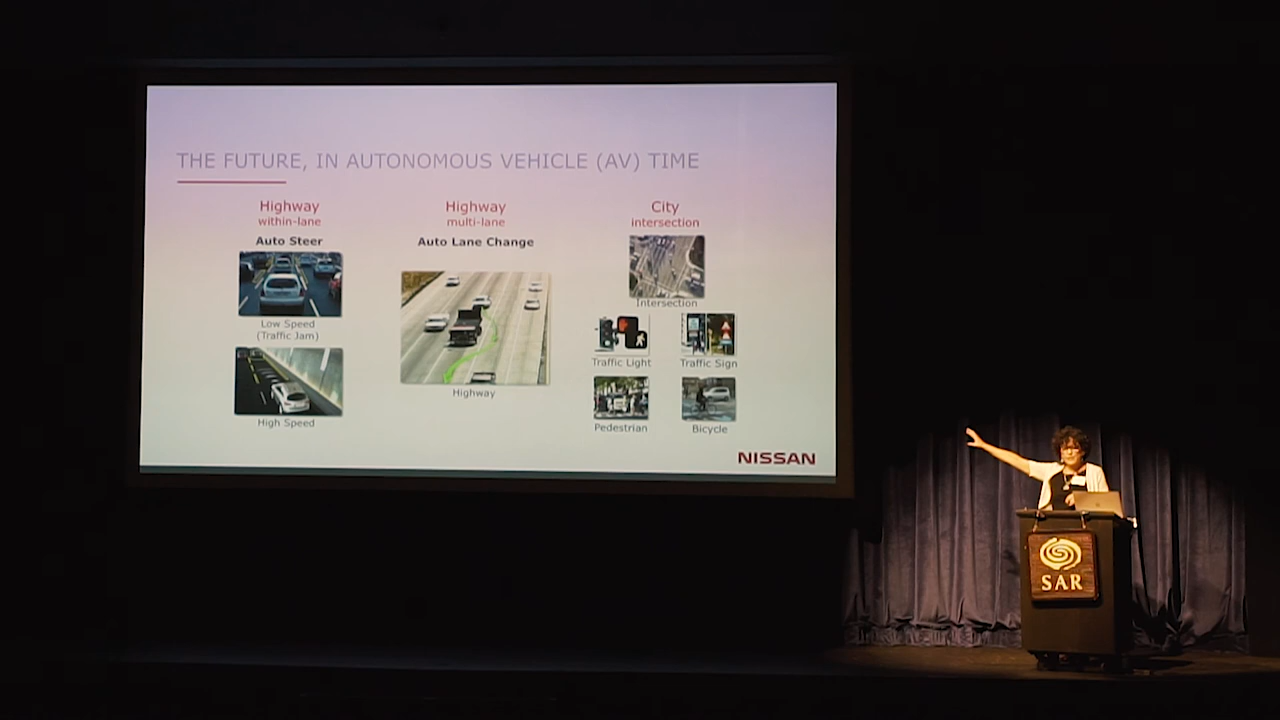 THE FUTURE, IN AUTONOMOUS VEHICLE (AV) TIME
Highway
within-lane
Auto Steer
Low Speed
(Traffic Jam)
High Speed
Highway
multi-lane
Auto Lane Change
Highway
City
intersection
Intersection
Traffic Light
Traffic Sign
Pedestrian
Bicycle
NISSAN
SAR